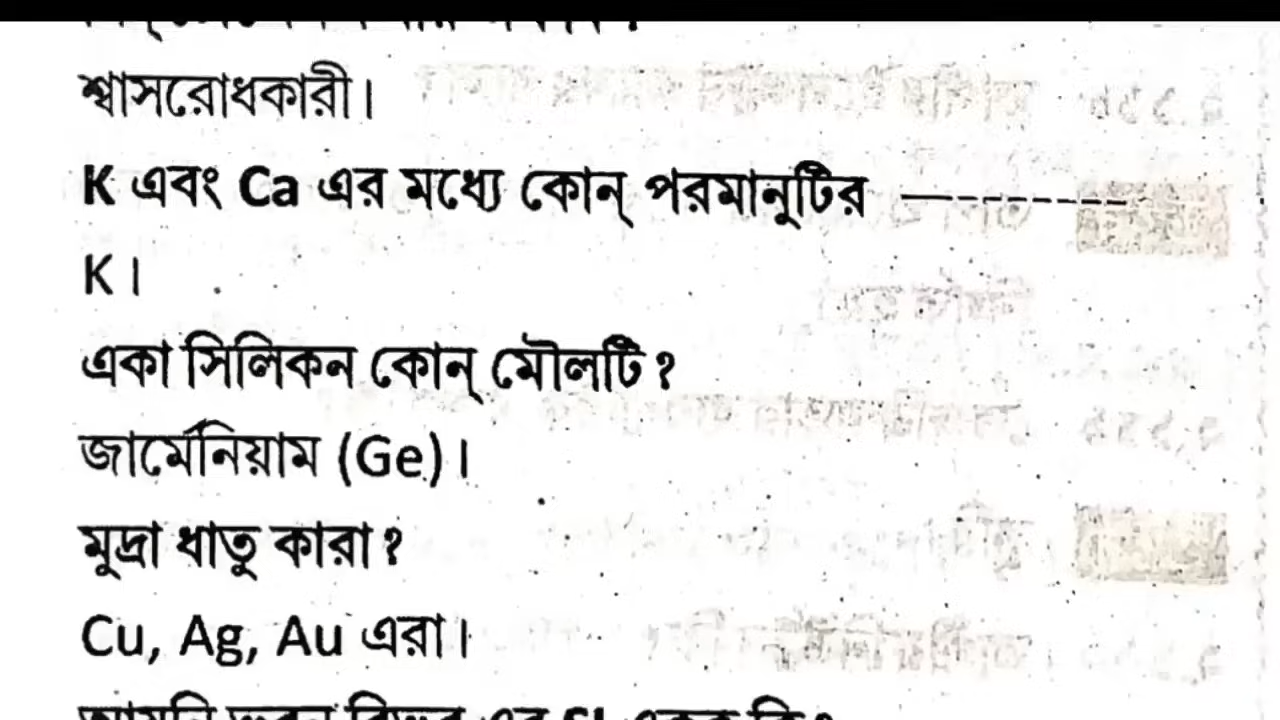 শ্বাসরোধকারী।
K এবং Ca এর মধ্যে কোন্ পরমানুটির ---------
K।
একা সিলিকন কোন্ মৌলটি?
জার্মেনিয়াম (Ge)।
মুদ্রা ধাতু কারা?
Cu, Ag, Au এরা।